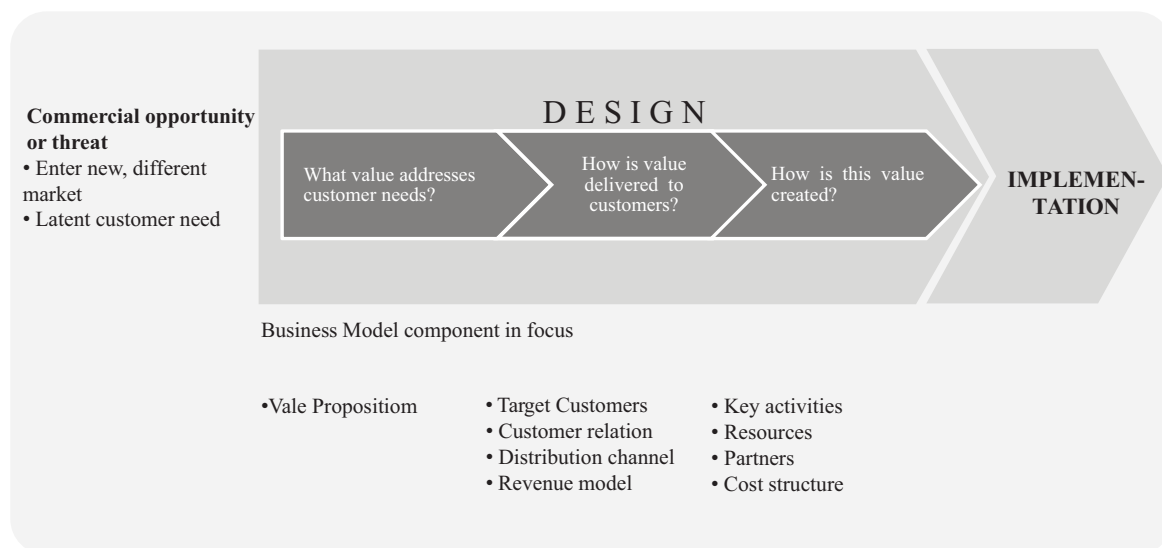 Commercial opportunity
or threat
• Enter new, different
market
• Latent customer need
DESIGN
What value addresses
customer needs?
How is value
delivered to
customers?
How is this value
created?
IMPLEMEN-
TATION
Business Model component in focus
•Vale Propositiom
• Target Customers
• Customer relation
• Distribution channel
• Revenue model
• Key activities
• Resources
• Partners
• Cost structure